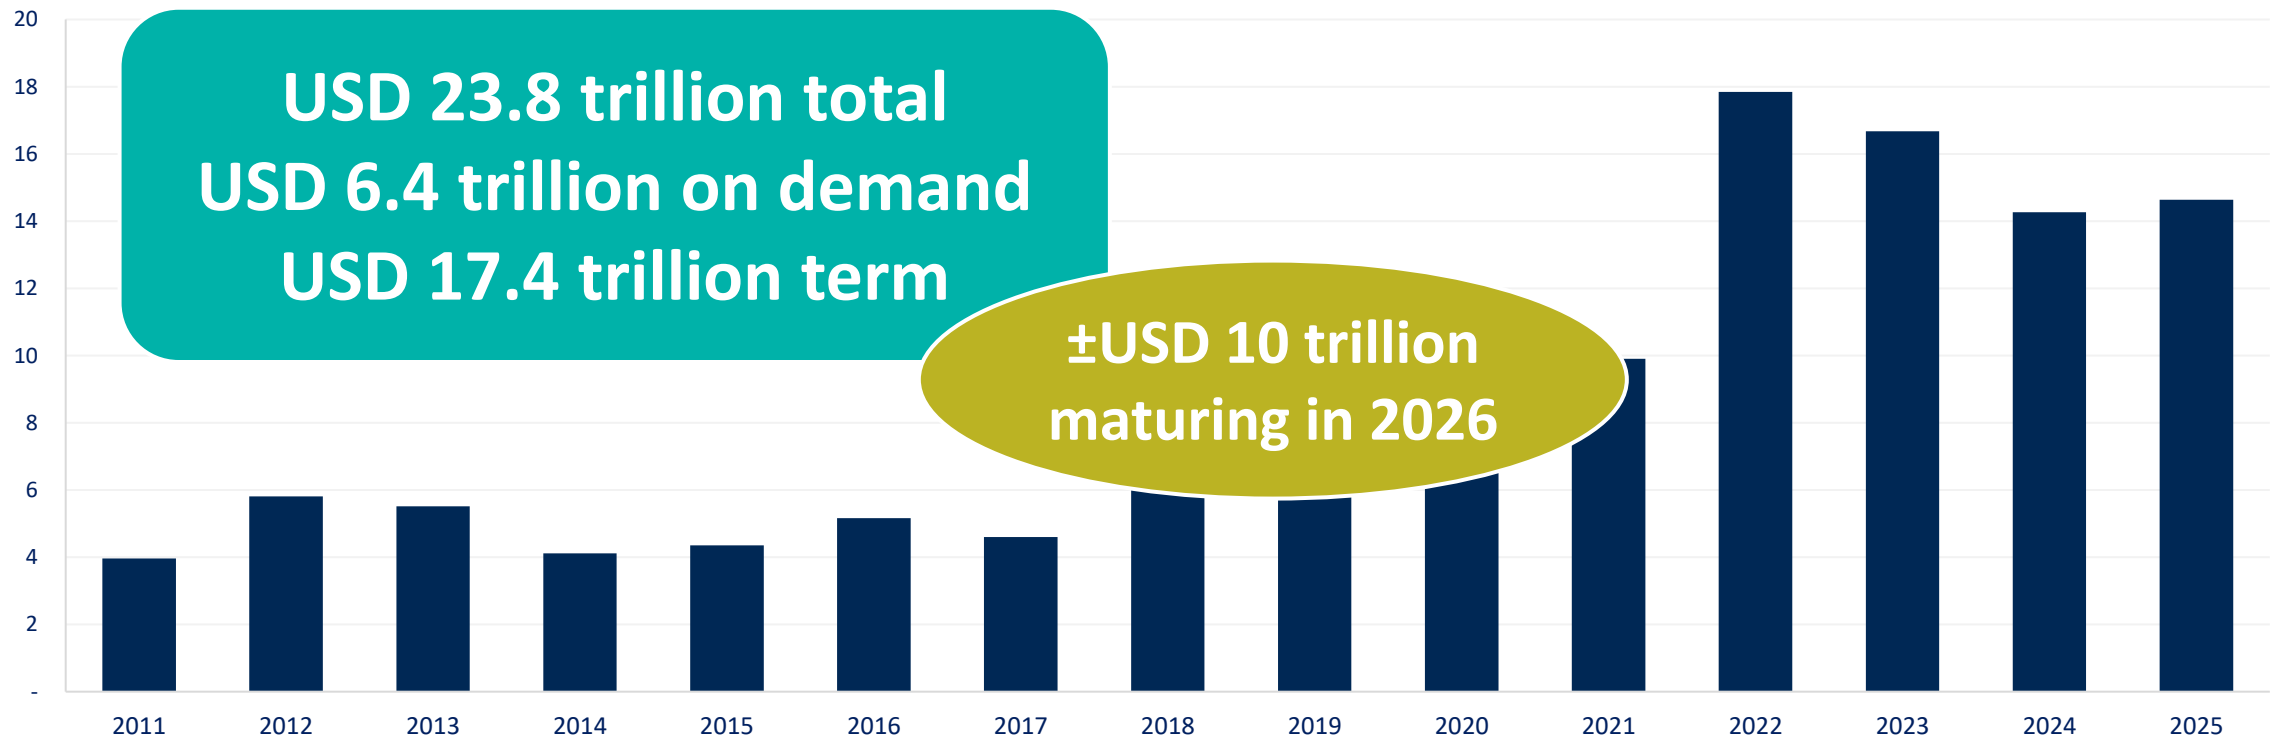 20
18
16
14
12
10
8
6
4
2
-
USD 23.8 trillion total
USD 6.4 trillion on demand
USD 17.4 trillion term
±USD 10 trillion
maturing in 2026
2011 2012 2013 2014 2015 2016 2017 2018 2019 2020 2021 2022 2023 2024 2025